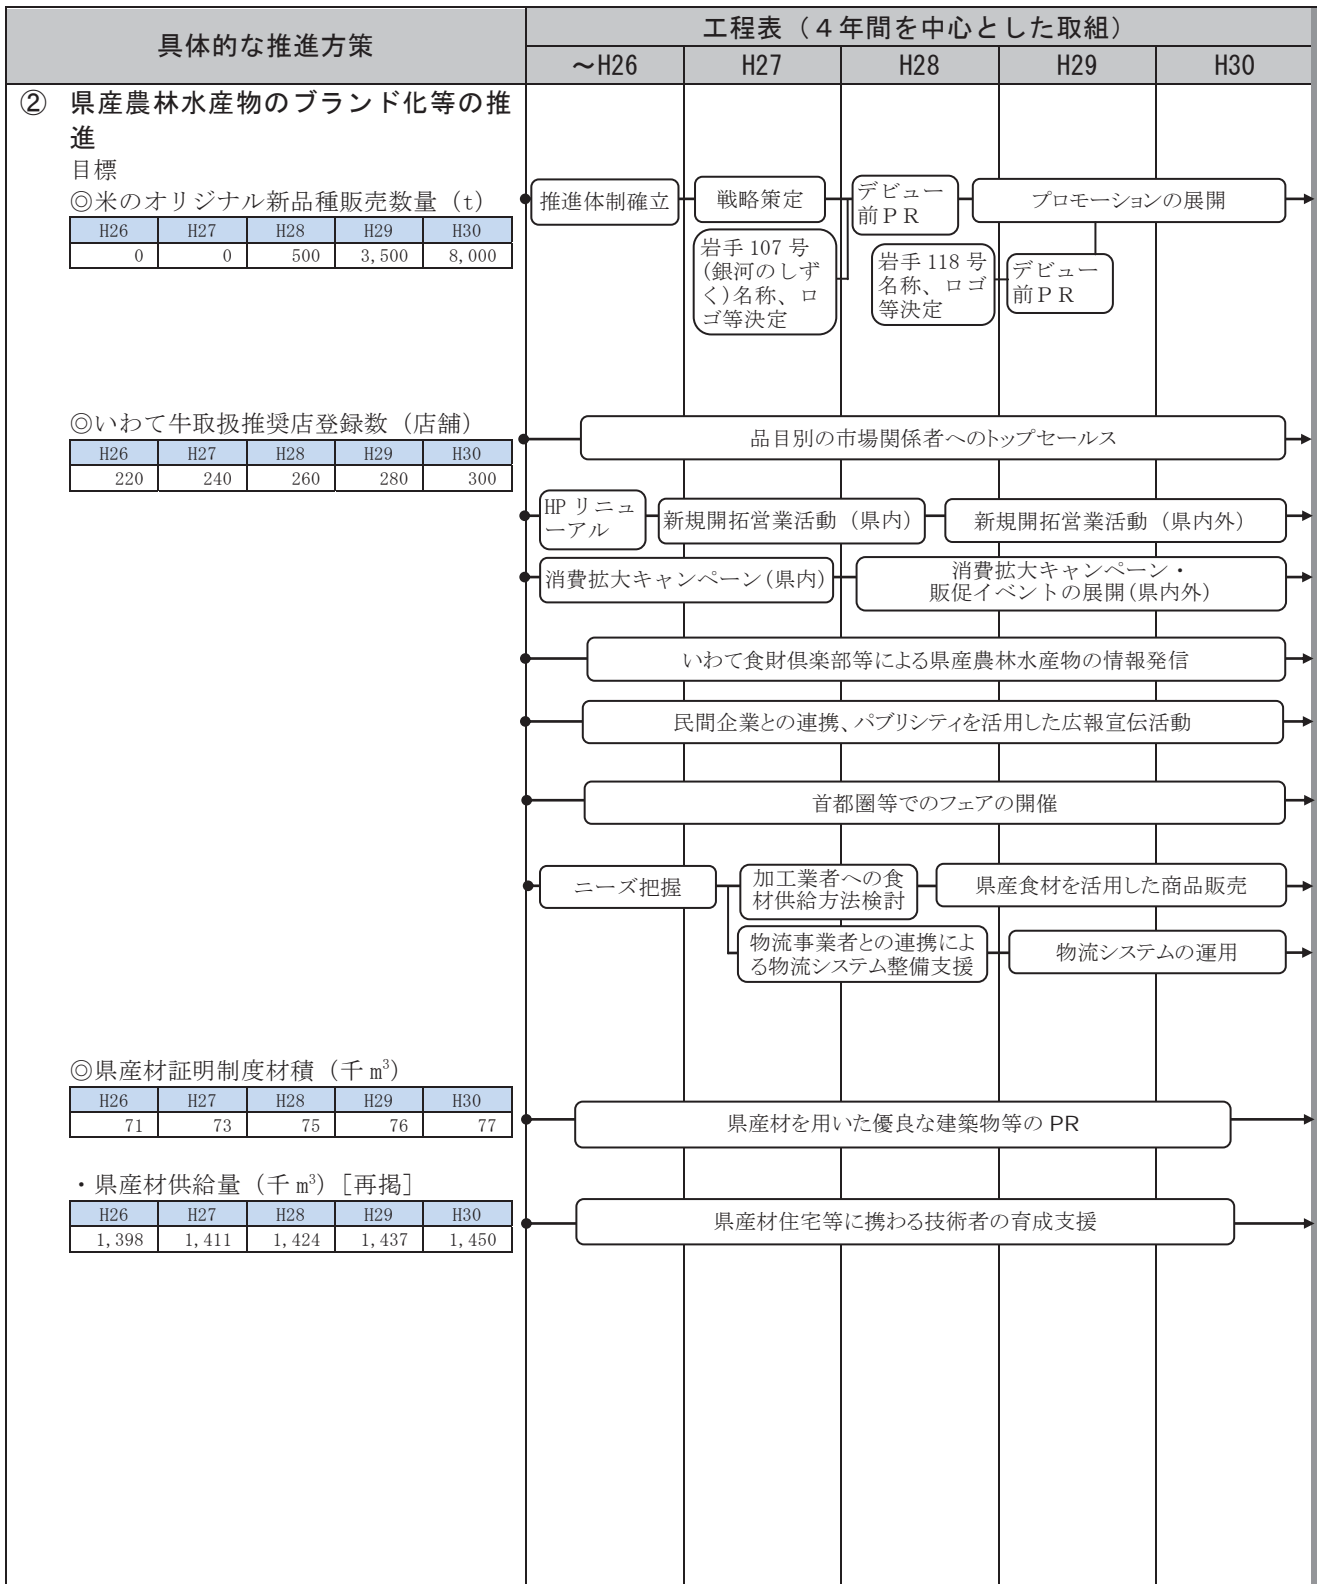 具体的な推進方策
工程表（４年間を中心とした取組）
～H26 H27 H28 H29 H30
② 県産農林水産物のブランド化等の推
進
目標
◎米のオリジナル新品種販売数量（t）
H26 H27 H28 H29 H30
0 0 500 3,500 8,000
推進体制確立
戦略策定
デビュー
前ＰＲ
プロモーションの展開
岩手 107 号
(銀河のしず
く)名称、ロ
ゴ等決定
岩手 118 号
名称、ロゴ
等決定
デビュー
前ＰＲ
◎いわて牛取扱推奨店登録数（店舗）
H26 H27 H28 H29 H30
220 240 260 280 300
品目別の市場関係者へのトップセールス
HP リニュ
ーアル
新規開拓営業活動（県内）
新規開拓営業活動（県内外）
消費拡大キャンペーン(県内)
消費拡大キャンペーン・
販促イベントの展開(県内外)
いわて食財倶楽部等による県産農林水産物の情報発信
民間企業との連携、パブリシティを活用した広報宣伝活動
首都圏等でのフェアの開催
ニーズ把握
加工業者への食
材供給方法検討
県産食材を活用した商品販売
物流事業者との連携によ
る物流システム整備支援
物流システムの運用
◎県産材証明制度材積（千 m³）
H26 H27 H28 H29 H30
71 73 75 76 77
県産材を用いた優良な建築物等の PR
・県産材供給量（千 m³）［再掲］
H26 H27 H28 H29 H30
1,398 1,411 1,424 1,437 1,450
県産材住宅等に携わる技術者の育成支援